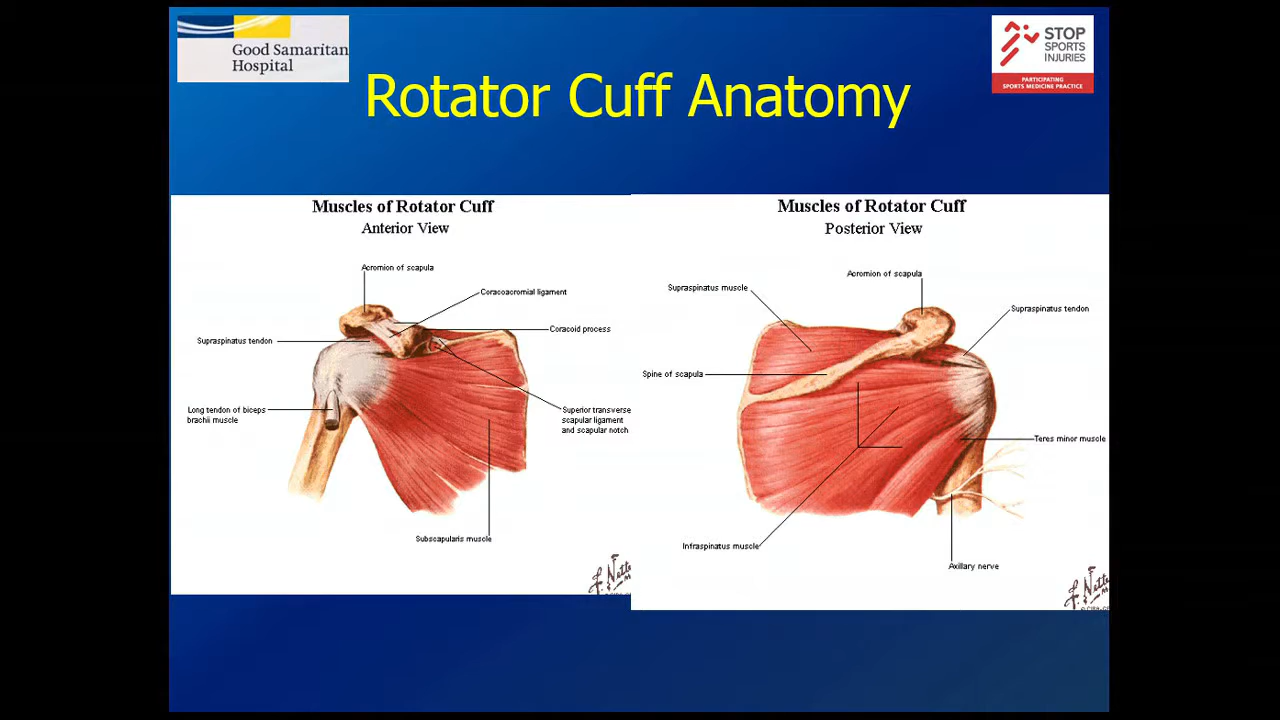 Good Samaritan
Hospital
STOP
SPORTS
INJURIES
PARTICIPATING
SPORTS MEDICINE PRACTICE
Rotator Cuff Anatomy
Muscles of Rotator Cuff
Anterior View
Acromion of scapula
Coracoacromial ligament
Coracoid process
Supraspinatus tendon
Long tendon of biceps
brachii muscle
Superior transverse
scapular ligament
and scapular notch
Subscapularis muscle
F. Nette
Muscles of Rotator Cuff
Posterior View
Acromion of scapula
Supraspinatus muscle
Supraspinatus tendon
Spine of scapula
Teres minor muscle
Infraspinatus muscle
Axillary nerve
F. Nette